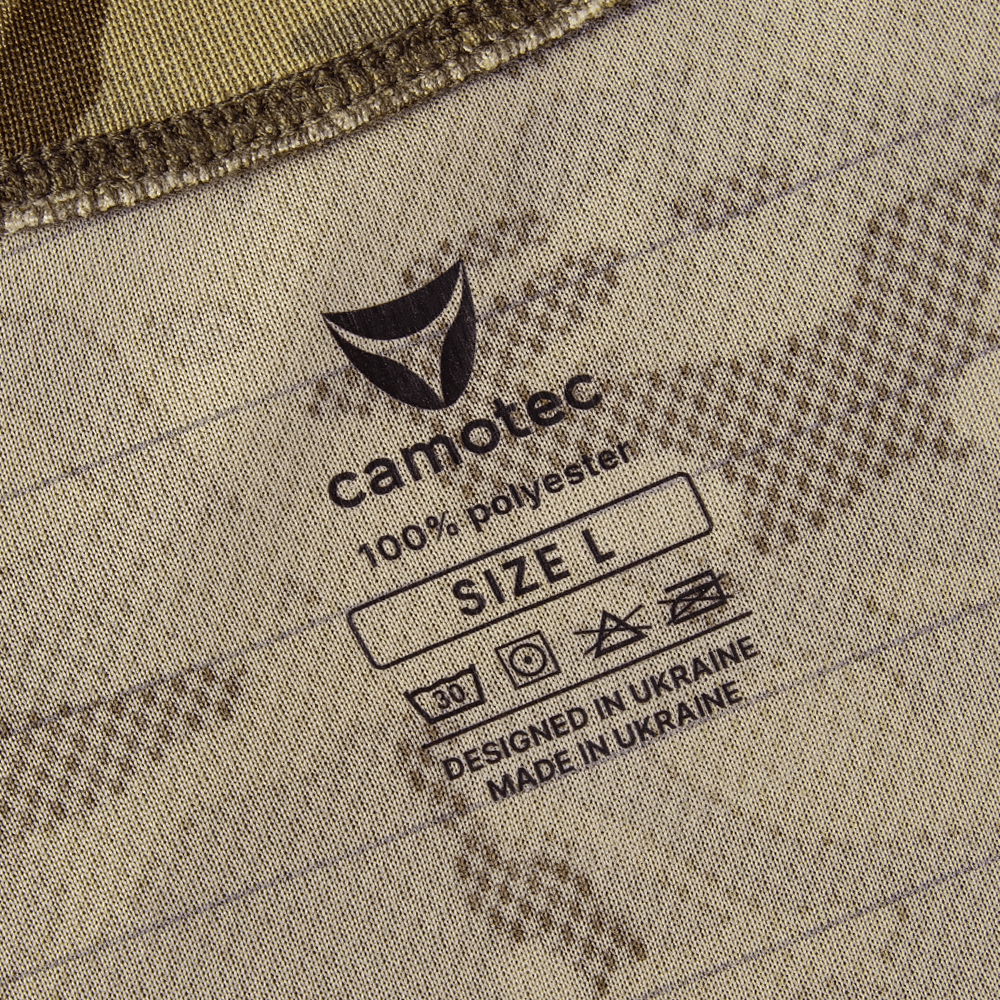 camotec
100% polyester
SIZE L
30
DESIGNED IN UKRAINE
MADE IN UKRAINE